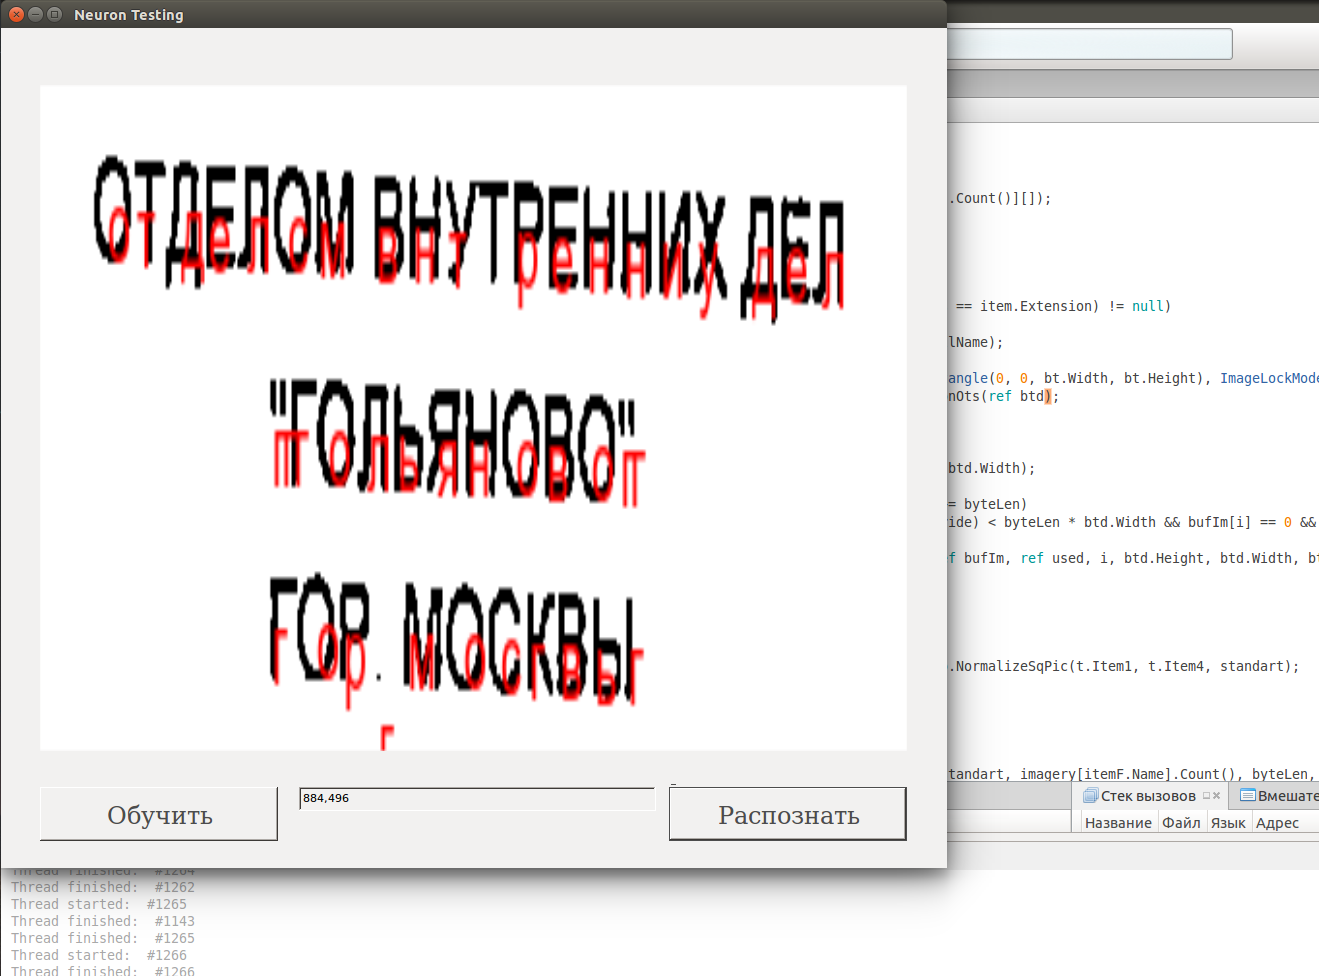 Neuron Testing
.Count()][]);
== item.Extension) != null)
lName);
angle(0, 0, bt.Width, bt.Height), ImageLockMode
nOts(ref btd);
btd.Width);
= byteLen)
ide) < byteLen * btd.Width && bufIm[i] == 0 &&
f bufIm, ref used, i, btd.Height, btd.Width, bt
.NormalizeSqPic(t.Item1, t.Item4, standart);
tandart, imagery[itemF.Name].Count(), byteLen,
ОТДЕЛОМ ВНУТРЕННИХ ДЕЛ
о т д е л о м в н т р е н н и у д е л
"ГОЛЬЯНОВО"
п г о л ь я н о в о п
ГОР. МОСКВЫ
г о р м о с г в ы г
г
Обучить
884,496
Распознать
Стек вызовов
Вмешате
Название Файл Язык Адрес
Thread finished: #1264
Thread finished: #1262
Thread started: #1265
Thread finished: #1143
Thread finished: #1265
Thread started: #1266
Thread finished: #1266